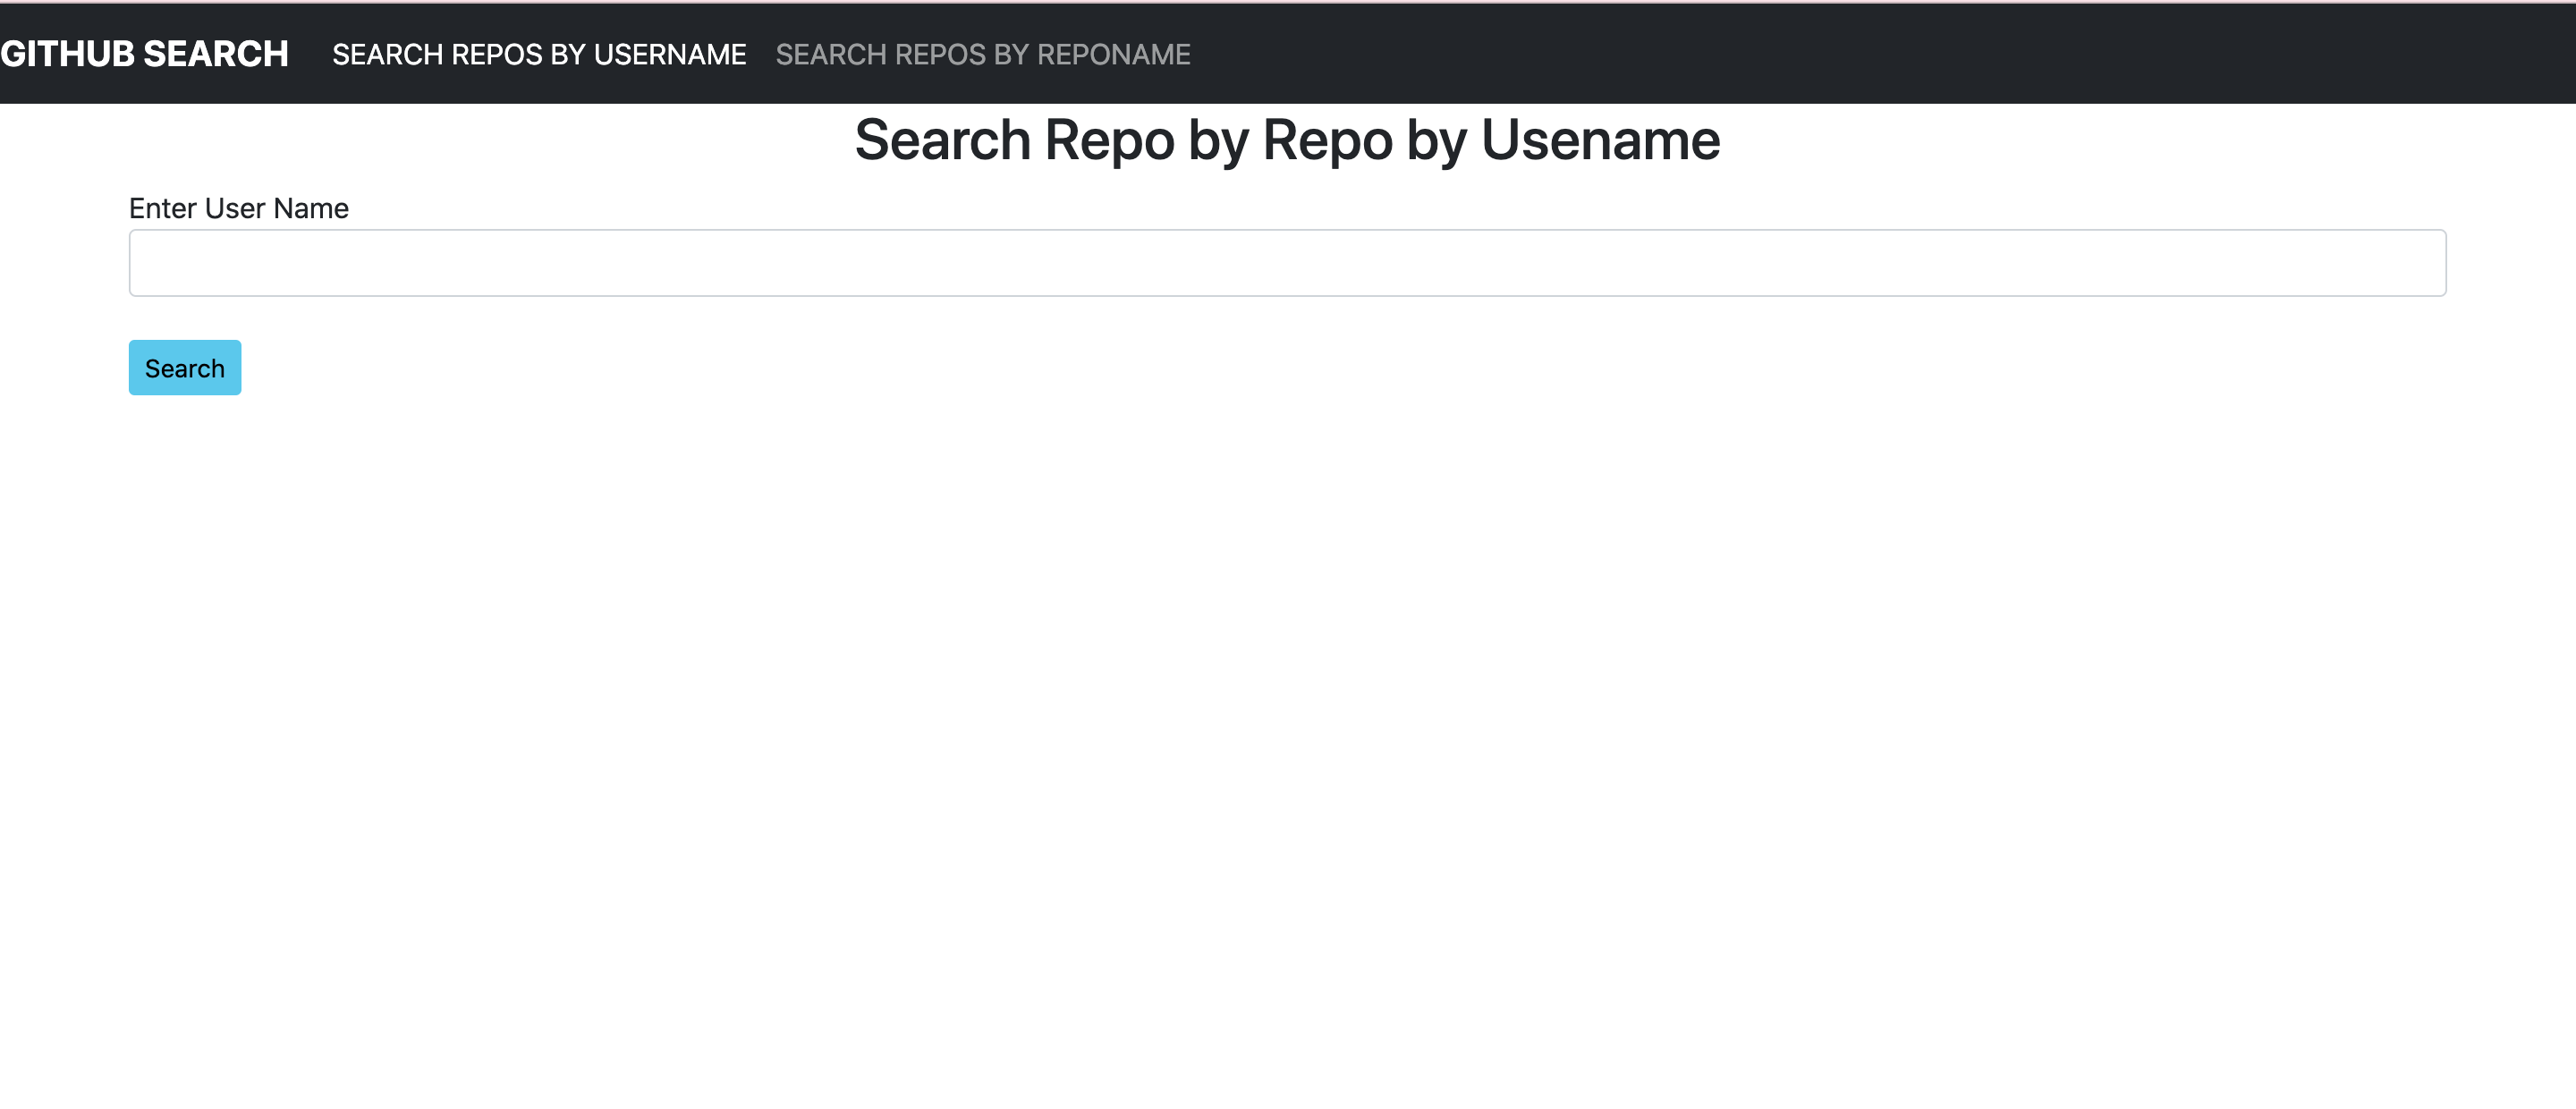 GITHUB SEARCH SEARCH REPOS BY USERNAME SEARCH REPOS BY REPONAME
Search Repo by Repo by Usename
Enter User Name
Search